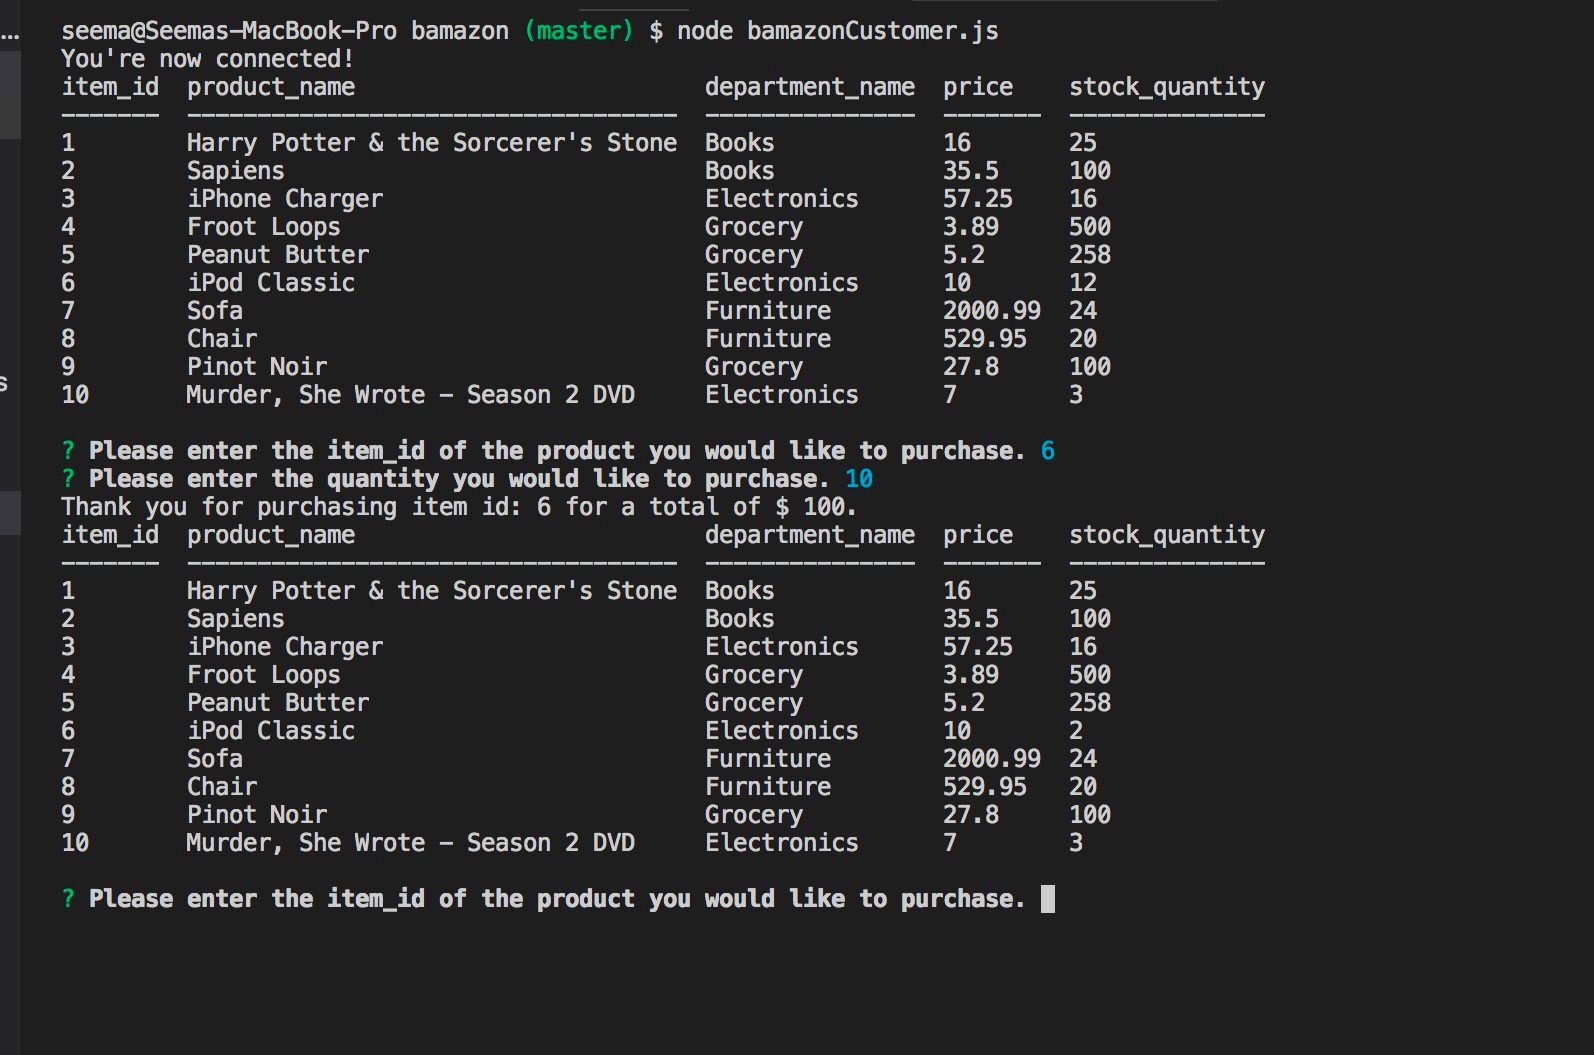 ...
seema@Seemas-MacBook-Pro bamazon (master) $ node bamazonCustomer.js
You're now connected!
item_id  product_name                         department_name  price    stock_quantity
-------  -----------------------------------  ---------------  -------  --------------
1        Harry Potter & the Sorcerer's Stone  Books            16       25
2        Sapiens                              Books            35.5     100
3        iPhone Charger                       Electronics      57.25    16
4        Froot Loops                          Grocery          3.89     500
5        Peanut Butter                        Grocery          5.2      258
6        iPod Classic                         Electronics      10       12
7        Sofa                                 Furniture        2000.99  24
8        Chair                                Furniture        529.95   20
9        Pinot Noir                           Grocery          27.8     100
s
10       Murder, She Wrote - Season 2 DVD     Electronics      7        3
? Please enter the item_id of the product you would like to purchase. 6
? Please enter the quantity you would like to purchase. 10
Thank you for purchasing item id: 6 for a total of $ 100.
item_id  product_name                         department_name  price    stock_quantity
-------  -----------------------------------  ---------------  -------  --------------
1        Harry Potter & the Sorcerer's Stone  Books            16       25
2        Sapiens                              Books            35.5     100
3        iPhone Charger                       Electronics      57.25    16
4        Froot Loops                          Grocery          3.89     500
5        Peanut Butter                        Grocery          5.2      258
6        iPod Classic                         Electronics      10       2
7        Sofa                                 Furniture        2000.99  24
8        Chair                                Furniture        529.95   20
9        Pinot Noir                           Grocery          27.8     100
10       Murder, She Wrote - Season 2 DVD     Electronics      7        3
? Please enter the item_id of the product you would like to purchase.